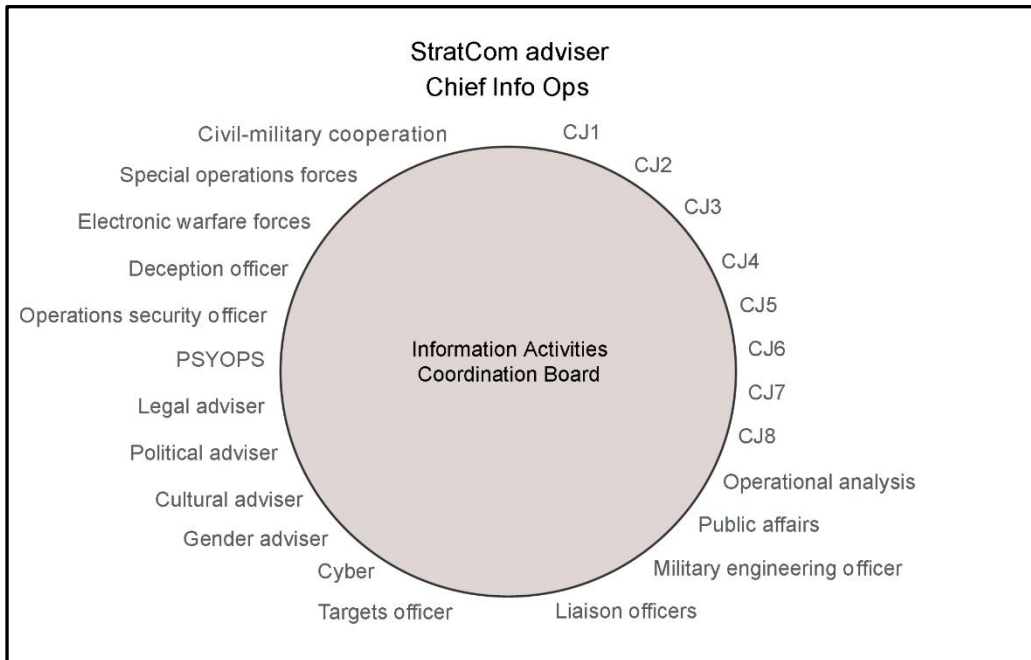 StratCom adviser
Chief Info Ops
Civil-military cooperation
Special operations forces
Electronic warfare forces
Deception officer
Operations security officer
PSYOPS
Legal adviser
Political adviser
Cultural adviser
Gender adviser
Cyber
Targets officer
CJ1
CJ2
CJ3
CJ4
CJ5
CJ6
CJ7
CJ8
Operational analysis
Public affairs
Military engineering officer
Liaison officers
Information Activities
Coordination Board